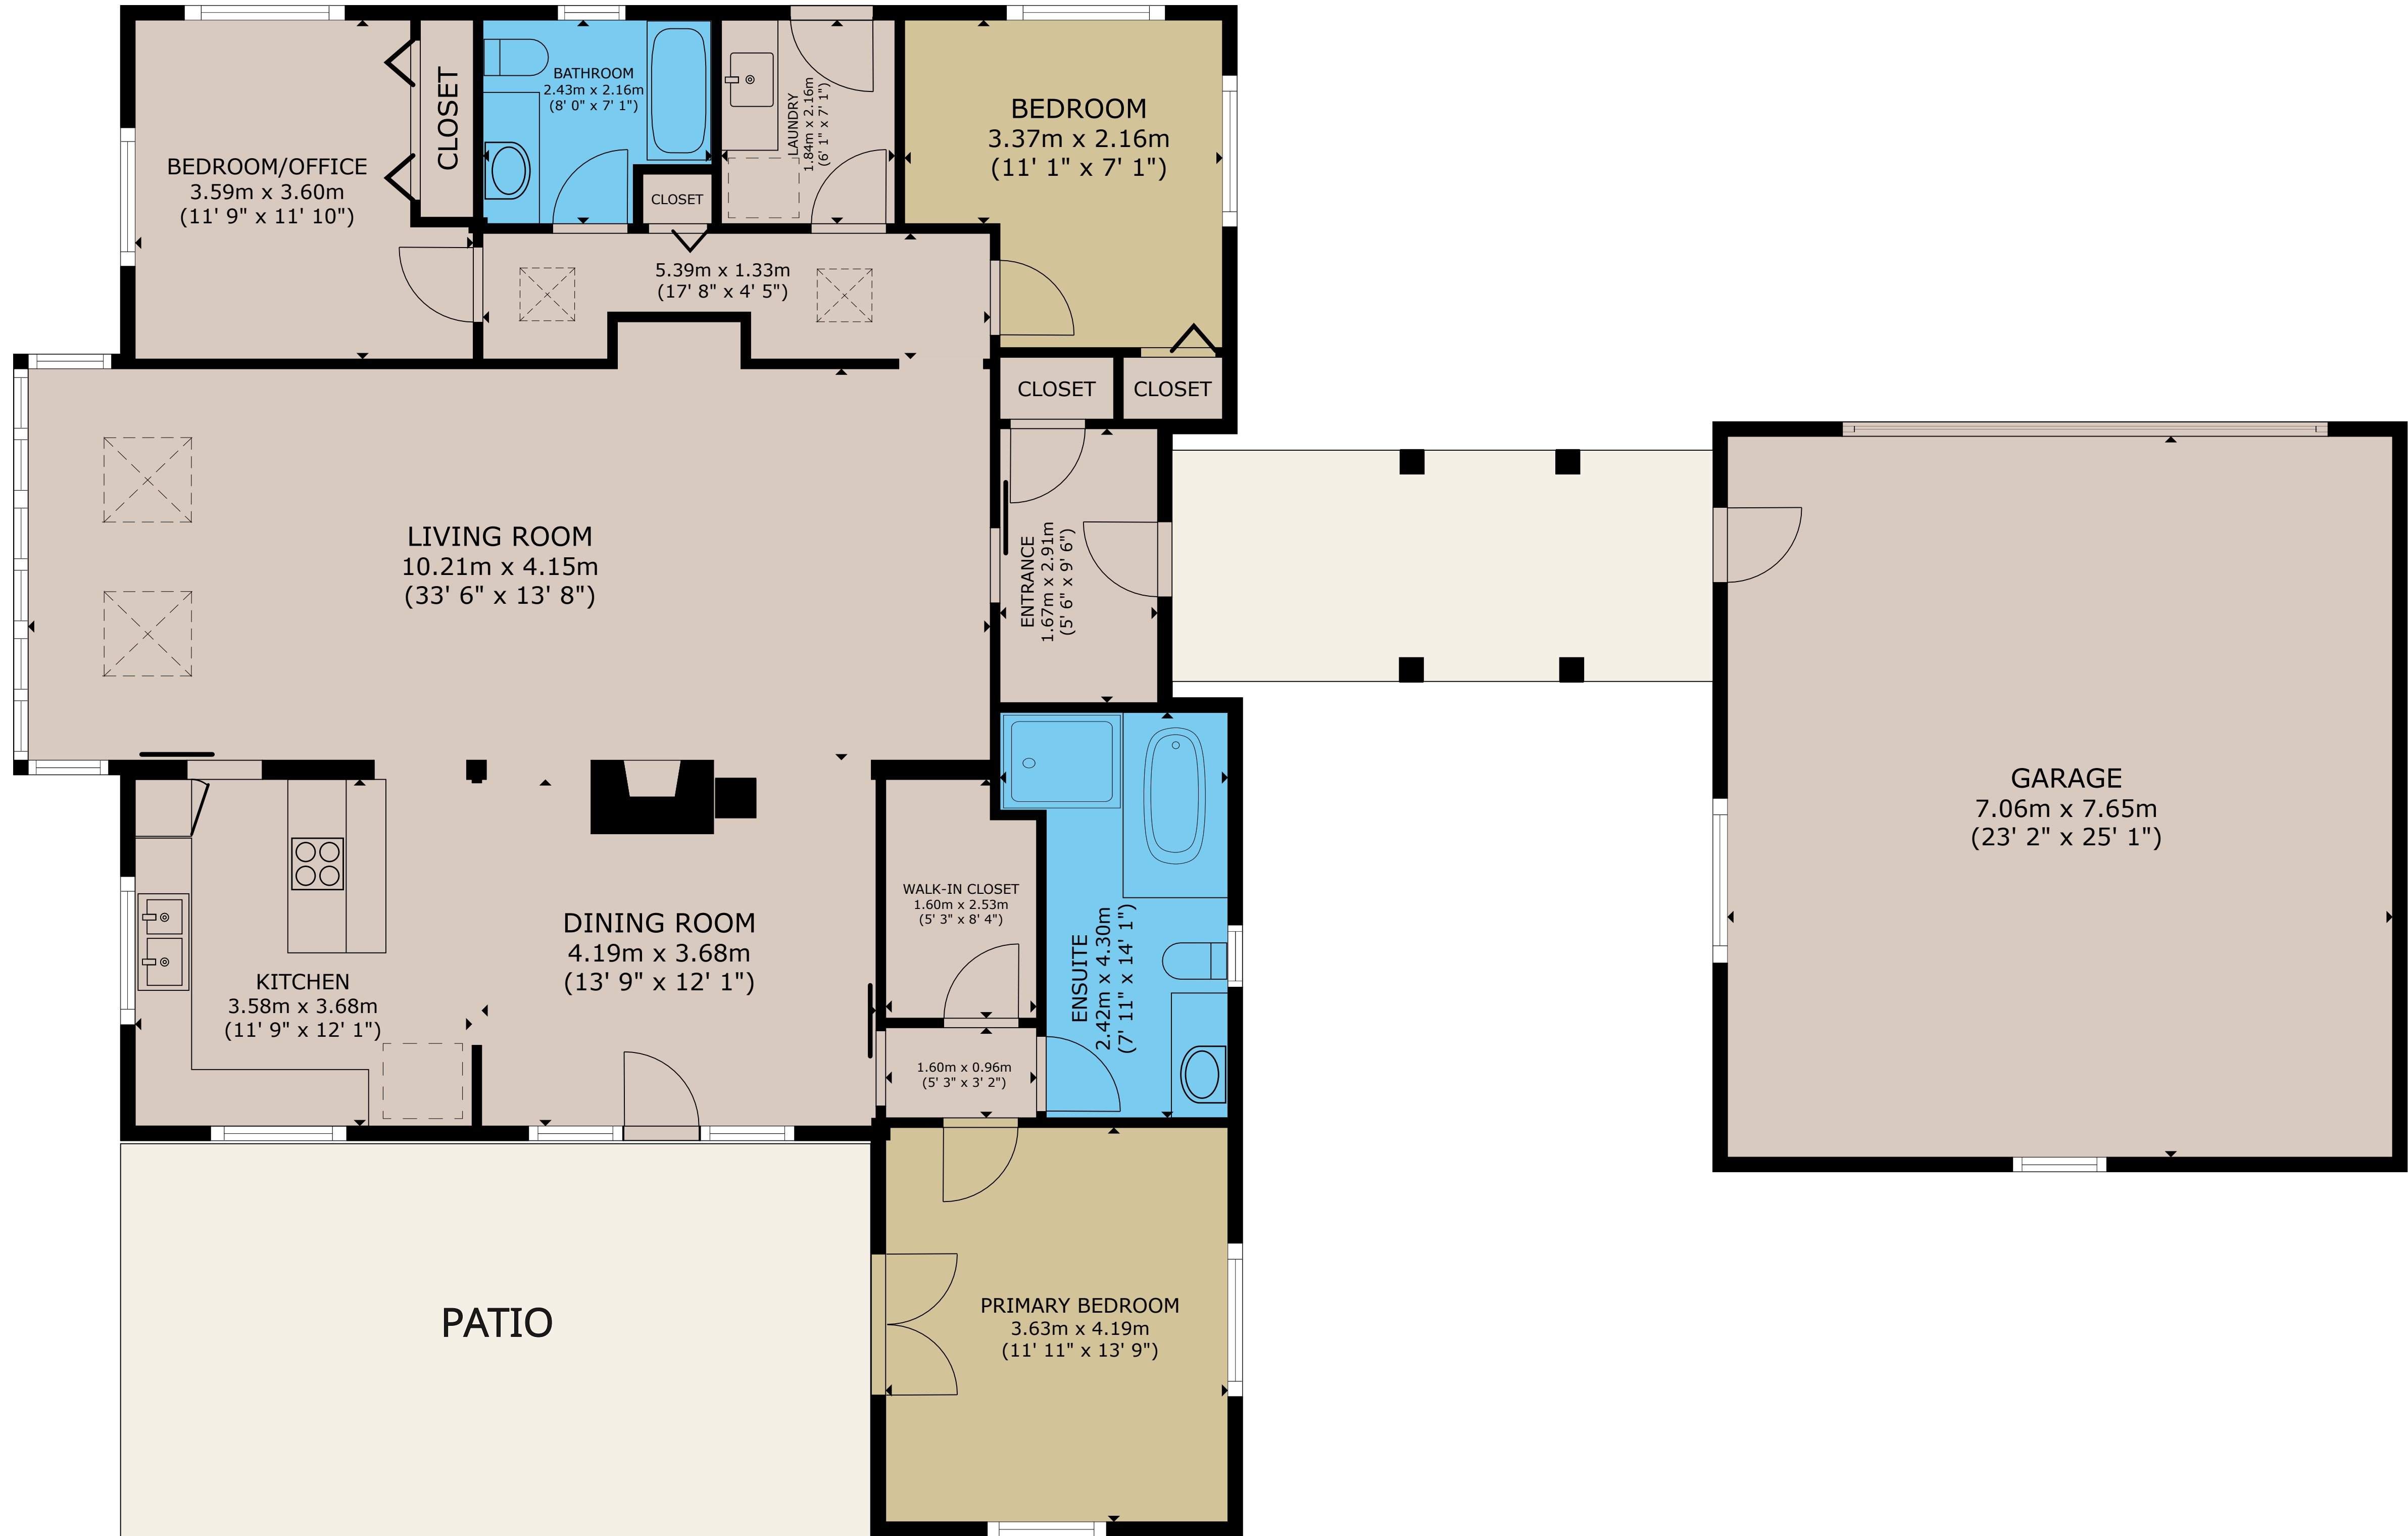 BEDROOM/OFFICE
3.59m x 3.60m
(11' 9" x 11' 10")
CLOSET
BATHROOM
2.43m x 2.16m
(8' 0" x 7' 1")
CLOSET
LAUNDRY
1.84m x 2.16m
(6' 1" x 7' 1")
BEDROOM
3.37m x 2.16m
(11' 1" x 7' 1")
5.39m x 1.33m
(17' 8" x 4' 5")
CLOSET
CLOSET
LIVING ROOM
10.21m x 4.15m
(33' 6" x 13' 8")
ENTRANCE
1.67m x 2.91m
(5' 6" x 9' 6")
GARAGE
7.06m x 7.65m
(23' 2" x 25' 1")
KITCHEN
3.58m x 3.68m
(11' 9" x 12' 1")
DINING ROOM
4.19m x 3.68m
(13' 9" x 12' 1")
WALK-IN CLOSET
1.60m x 2.53m
(5' 3" x 8' 4")
ENSUITE
2.42m x 4.30m
(7' 11" x 14' 1")
1.60m x 0.96m
(5' 3" x 3' 2")
PATIO
PRIMARY BEDROOM
3.63m x 4.19m
(11' 11" x 13' 9")